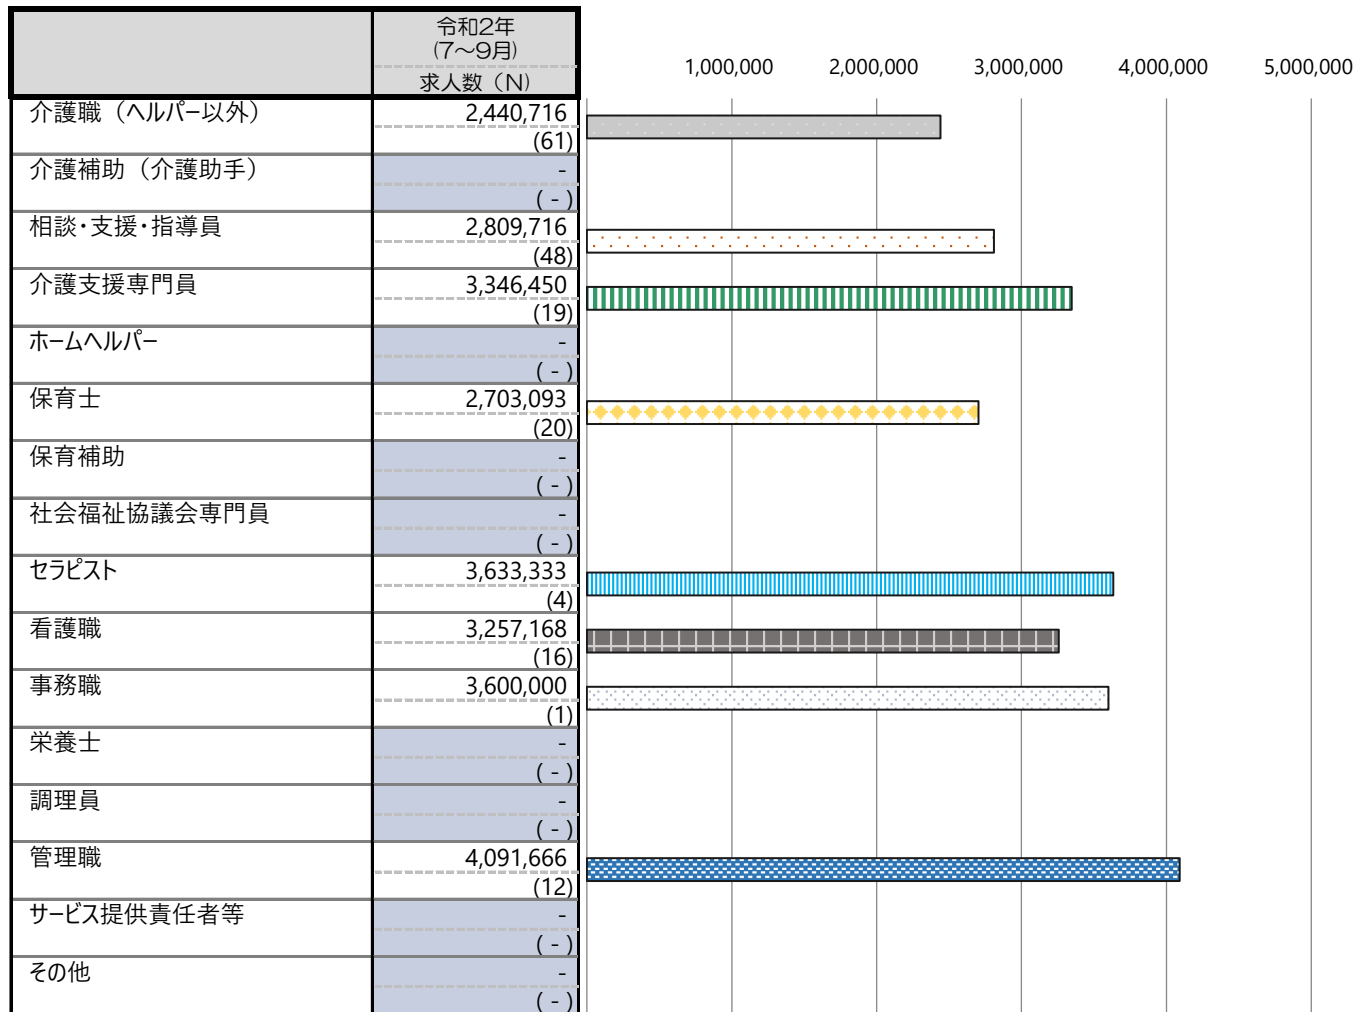 令和2年
(7～9月)
求人数（N）
1,000,000 2,000,000 3,000,000 4,000,000 5,000,000
介護職（ヘルパー以外） 2,440,716
(61)
介護補助（介護助手） -
( - )
相談・支援・指導員 2,809,716
(48)
介護支援専門員 3,346,450
(19)
ホームヘルパー -
( - )
保育士 2,703,093
(20)
保育補助 -
( - )
社会福祉協議会専門員 -
( - )
セラピスト 3,633,333
(4)
看護職 3,257,168
(16)
事務職 3,600,000
(1)
栄養士 -
( - )
調理員 -
( - )
管理職 4,091,666
(12)
サービス提供責任者等 -
( - )
その他 -
( - )